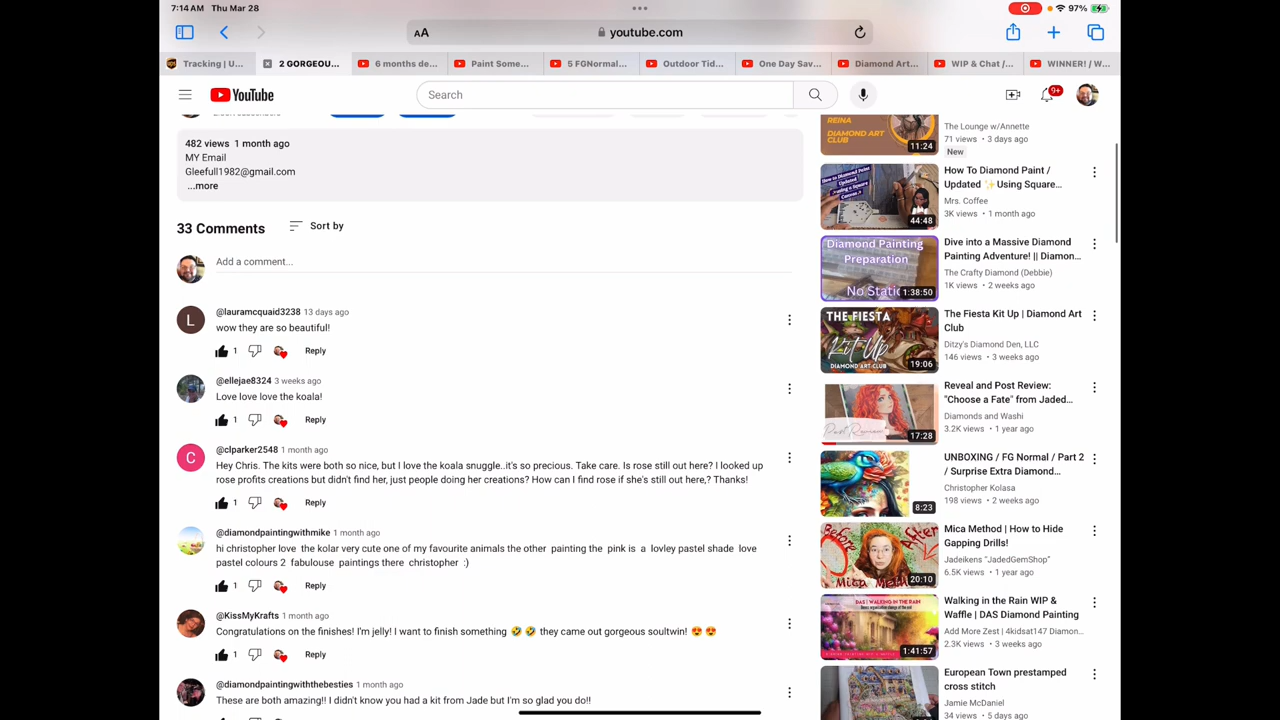 7:14 AM Thu Mar 28
97%
AA
youtube.com
Tracking | U...
2 GORGEOU...
6 months de...
Paint Some...
5 FGNormal...
Outdoor Tid...
One Day Sav...
Diamond Art...
WIP & Chat /...
WINNER! / W...
YouTube
Search
9+
482 views 1 month ago
MY Email
Gleefull1982@gmail.com
...more
33 Comments
Sort by
Add a comment...
@lauramcquaid3238 13 days ago
wow they are so beautiful!
1 Reply
@ellejae8324 3 weeks ago
Love love love the koala!
1 Reply
@clparker2548 1 month ago
Hey Chris. The kits were both so nice, but I love the koala snuggle..it's so precious. Take care. Is rose still out here? I looked up
rose profits creations but didn't find her, just people doing her creations? How can I find rose if she's still out here,? Thanks!
1 Reply
@diamondpaintingwithmike 1 month ago
hi christopher love the kolar very cute one of my favourite animals the other painting the pink is a lovley pastel shade love
pastel colours 2 fabulouse paintings there christopher :)
1 Reply
@KissMyKrafts 1 month ago
Congratulations on the finishes! I'm jelly! I want to finish something 🤣 🤣 they came out gorgeous soultwin! 😍 😍
1 Reply
@diamondpaintingwiththebesties 1 month ago
These are both amazing!! I didn't know you had a kit from Jade but I'm so glad you do!!
REINA
DIAMOND ART
CLUB
11:24
The Lounge w/Annette
71 views • 3 days ago
New
How to Diamond Paint
Updated
44:48
How To Diamond Paint /
Updated ✨Using Square...
Mrs. Coffee
3K views • 1 month ago
Diamond Painting
Preparation
No Stati
1:38:50
Dive into a Massive Diamond
Painting Adventure! || Diamon...
The Crafty Diamond (Debbie)
1K views • 2 weeks ago
THE FIESTA
Kit Up
DIAMOND ART CLUB
19:06
The Fiesta Kit Up | Diamond Art
Club
Ditzy's Diamond Den, LLC
146 views • 3 weeks ago
17:28
Reveal and Post Review:
"Choose a Fate" from Jaded...
Diamonds and Washi
3.2K views • 1 year ago
8:23
UNBOXING / FG Normal / Part 2
/ Surprise Extra Diamond...
Christopher Kolasa
198 views • 2 weeks ago
Before
After
Mica Method
20:10
Mica Method | How to Hide
Gapping Drills!
Jadeikens "JadedGemShop"
6.5K views • 1 year ago
DAS | WALKING IN THE RAIN
1:41:57
Walking in the Rain WIP &
Waffle | DAS Diamond Painting
Add More Zest | 4kidsat147 Diamon...
2.3K views • 3 weeks ago
European Town prestamped
cross stitch
Jamie McDaniel
34 views • 5 days ago